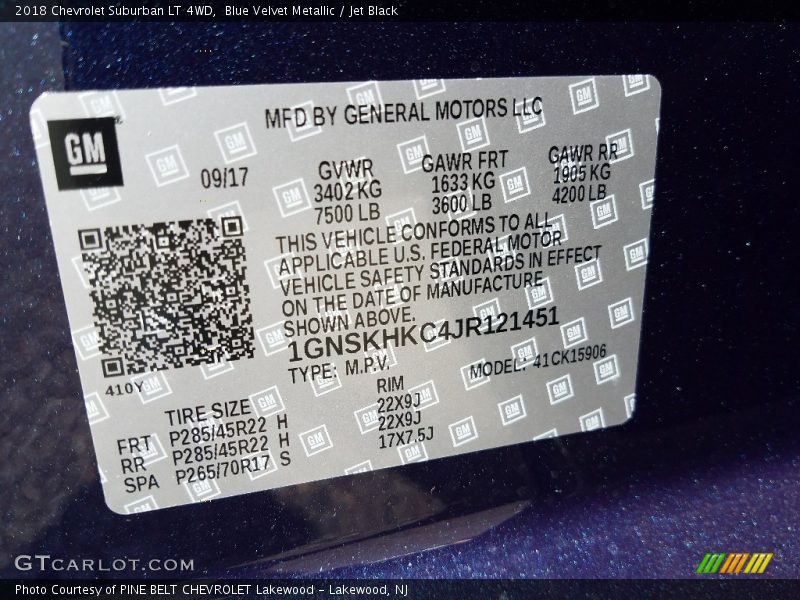 2018 Chevrolet Suburban LT 4WD,  Blue Velvet Metallic / Jet Black
MFD BY GENERAL MOTORS LLC
GM
09/17
GVWR
3402 KG
7500 LB
GAWR FRT
1633 KG
3600 LB
GAWR RR
1905 KG
4200 LB
THIS VEHICLE CONFORMS TO ALL
APPLICABLE U.S. FEDERAL MOTOR
VEHICLE SAFETY STANDARDS IN EFFECT
ON THE DATE OF MANUFACTURE
SHOWN ABOVE.
1GNSKHKC4JR121451
TYPE: M.P.V.
MODEL: 41CK15906
410Y
TIRE SIZE RIM
FRT P285/45R22 H 22X9J
RR P285/45R22 H 22X9J
SPA P265/70R17 S 17X7.5J
GTCARLOT.COM
Photo Courtesy of PINE BELT CHEVROLET Lakewood - Lakewood, NJ